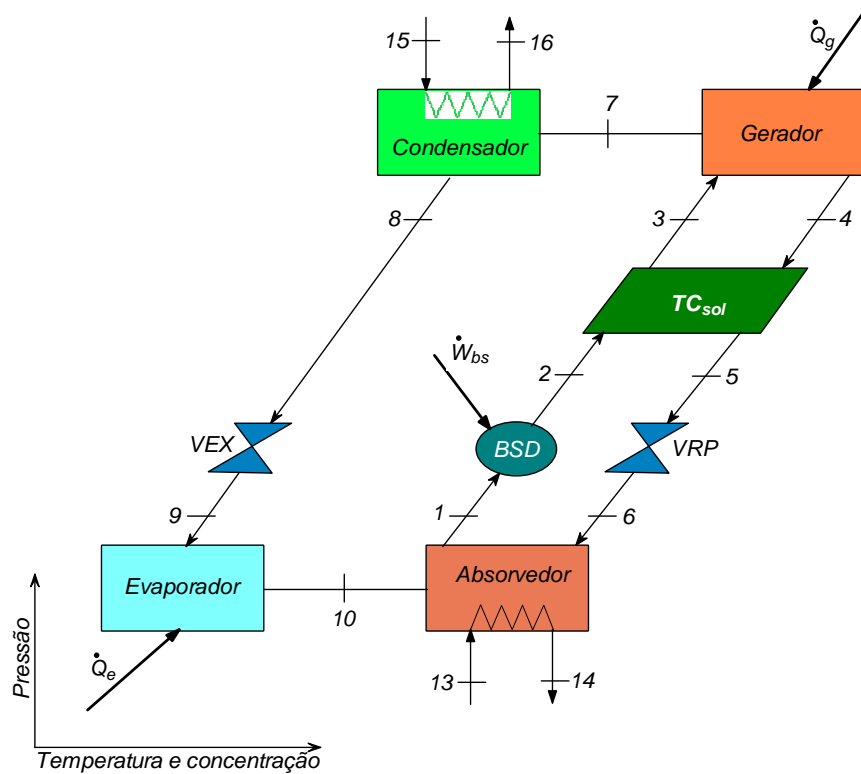 15
16
Q̇g
7
Condensador
Gerador
8
3
4
TCsol
Ẇbs
2
5
VEX
BSD
VRP
9
1
6
Evaporador
Absorvedor
10
Q̇e
13
14
Pressão
Temperatura e concentração